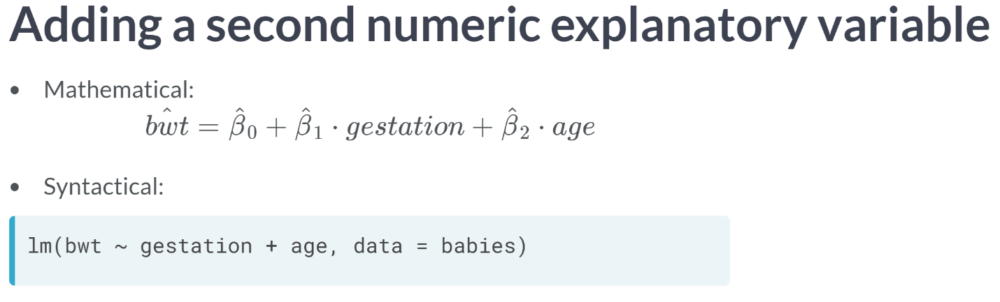 Adding a second numeric explanatory variable
• Mathematical:
$\hat{bwt} = \hat{\beta}_0 + \hat{\beta}_1 \cdot gestation + \hat{\beta}_2 \cdot age$
• Syntactical:
lm(bwt ~ gestation + age, data = babies)